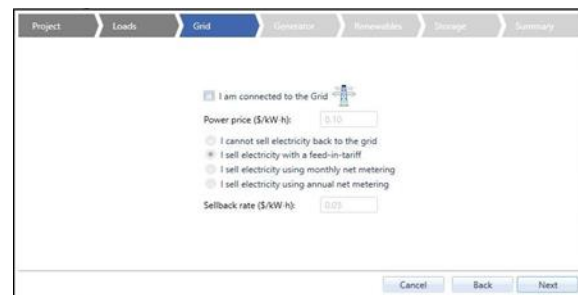 Project Loads Grid Generator Renewables Storage Summary
I am connected to the Grid
Power price ($/kW·h): 0.10
I cannot sell electricity back to the grid
I sell electricity with a feed-in-tariff
I sell electricity using monthly net metering
I sell electricity using annual net metering
Sellback rate ($/kW·h): 0.05
Cancel Back Next